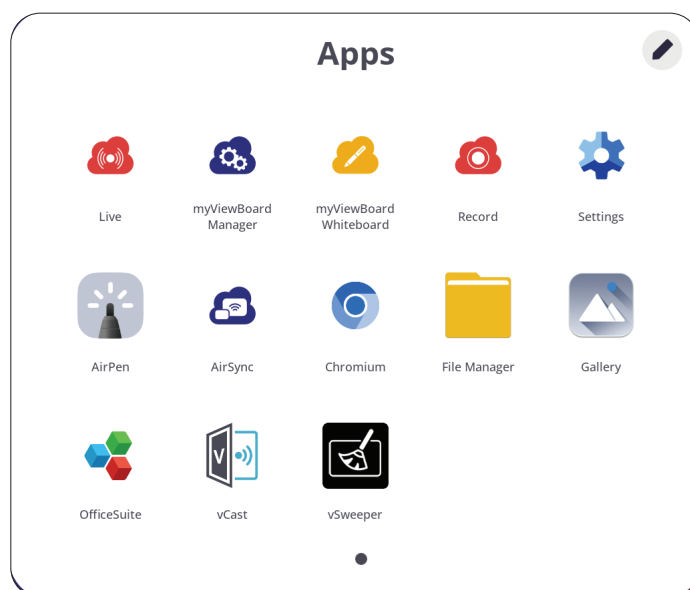 Apps
Live
myViewBoard
Manager
myViewBoard
Whiteboard
Record
Settings
AirPen
AirSync
Chromium
File Manager
Gallery
V
OfficeSuite
vCast
vSweeper